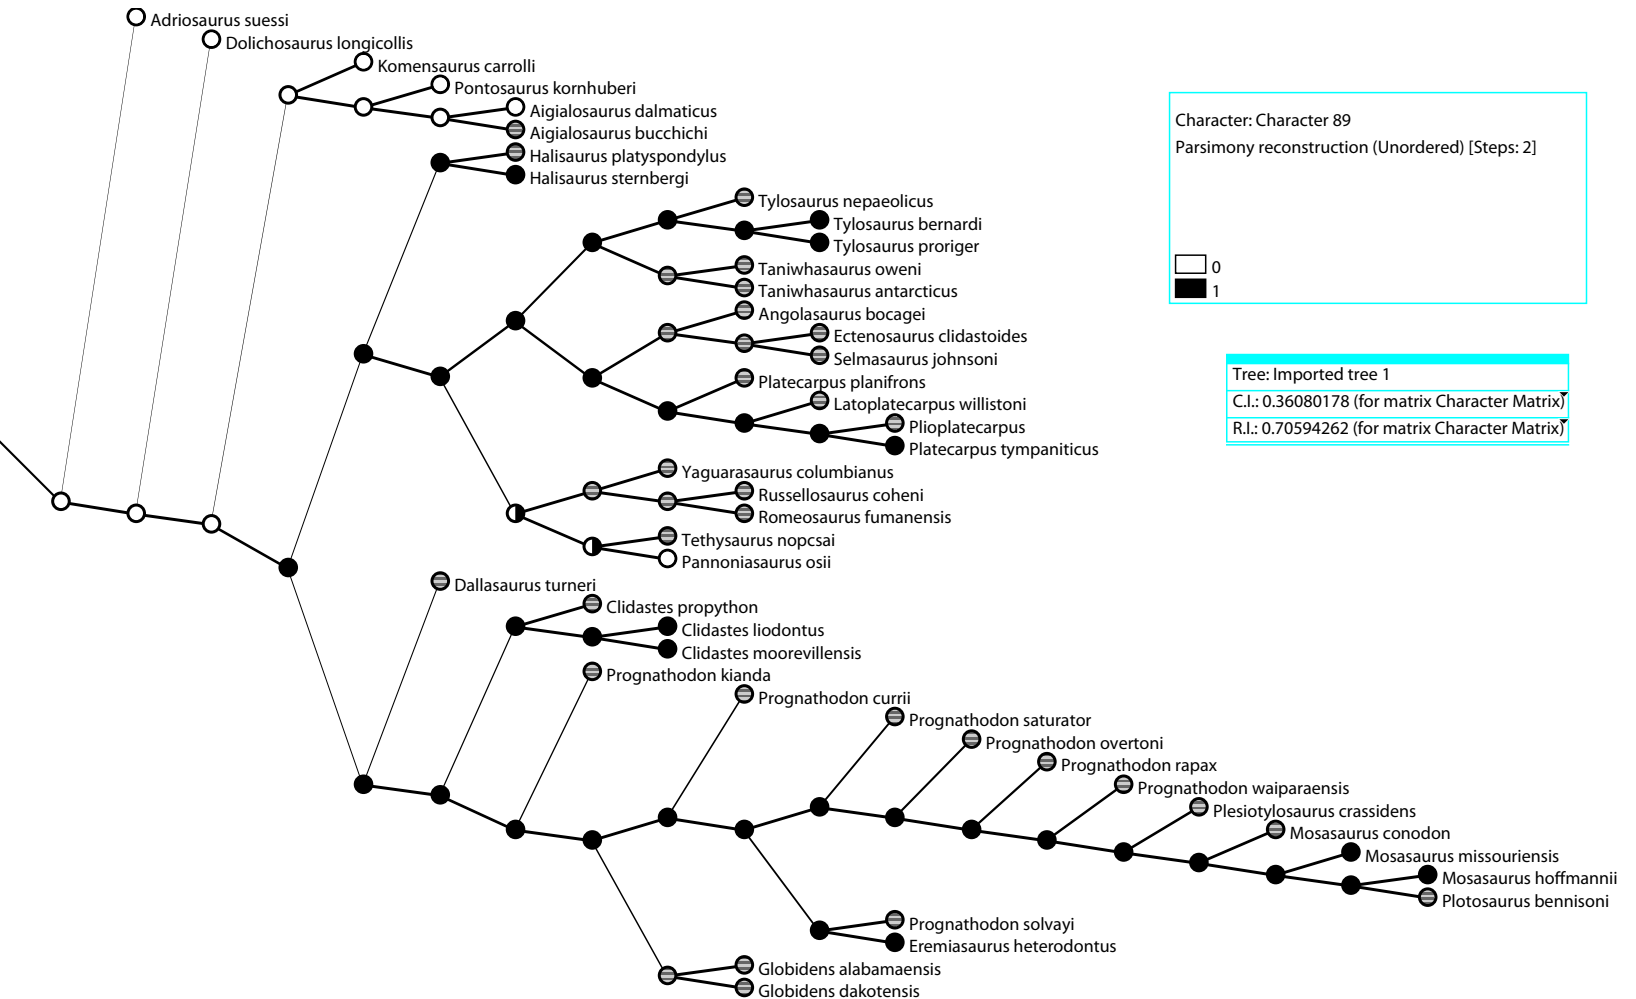 Adriosaurus suessi
Dolichosaurus longicollis
Komensaurus carrolli
Pontosaurus kornhuberi
Aigialosaurus dalmaticus
Aigialosaurus bucchichi
Halisaurus platyspondylus
Halisaurus sternbergi
Tylosaurus nepaeolicus
Tylosaurus bernardi
Tylosaurus proriger
Taniwhasaurus oweni
Taniwhasaurus antarcticus
Angolasaurus bocagei
Ectenosaurus clidastoides
Selmasaurus johnsoni
Platecarpus planifrons
Latoplatecarpus willistoni
Plioplatecarpus
Platecarpus tympaniticus
Yaguarasaurus columbianus
Russellosaurus coheni
Romeosaurus fumanensis
Tethysaurus nopcsai
Pannoniasaurus osii
Dallasaurus turneri
Clidastes propython
Clidastes liodontus
Clidastes moorevillensis
Prognathodon kianda
Prognathodon currii
Prognathodon saturator
Prognathodon overtoni
Prognathodon rapax
Prognathodon waiparaensis
Plesiotylosaurus crassidens
Mosasaurus conodon
Mosasaurus missouriensis
Mosasaurus hoffmannii
Plotosaurus bennisoni
Prognathodon solvayi
Eremiasaurus heterodontus
Globidens alabamaensis
Globidens dakotensis
Character: Character 89
Parsimony reconstruction (Unordered) [Steps: 2]
0
1
Tree: Imported tree 1
C.I.: 0.36080178 (for matrix Character Matrix)
R.I.: 0.70594262 (for matrix Character Matrix)